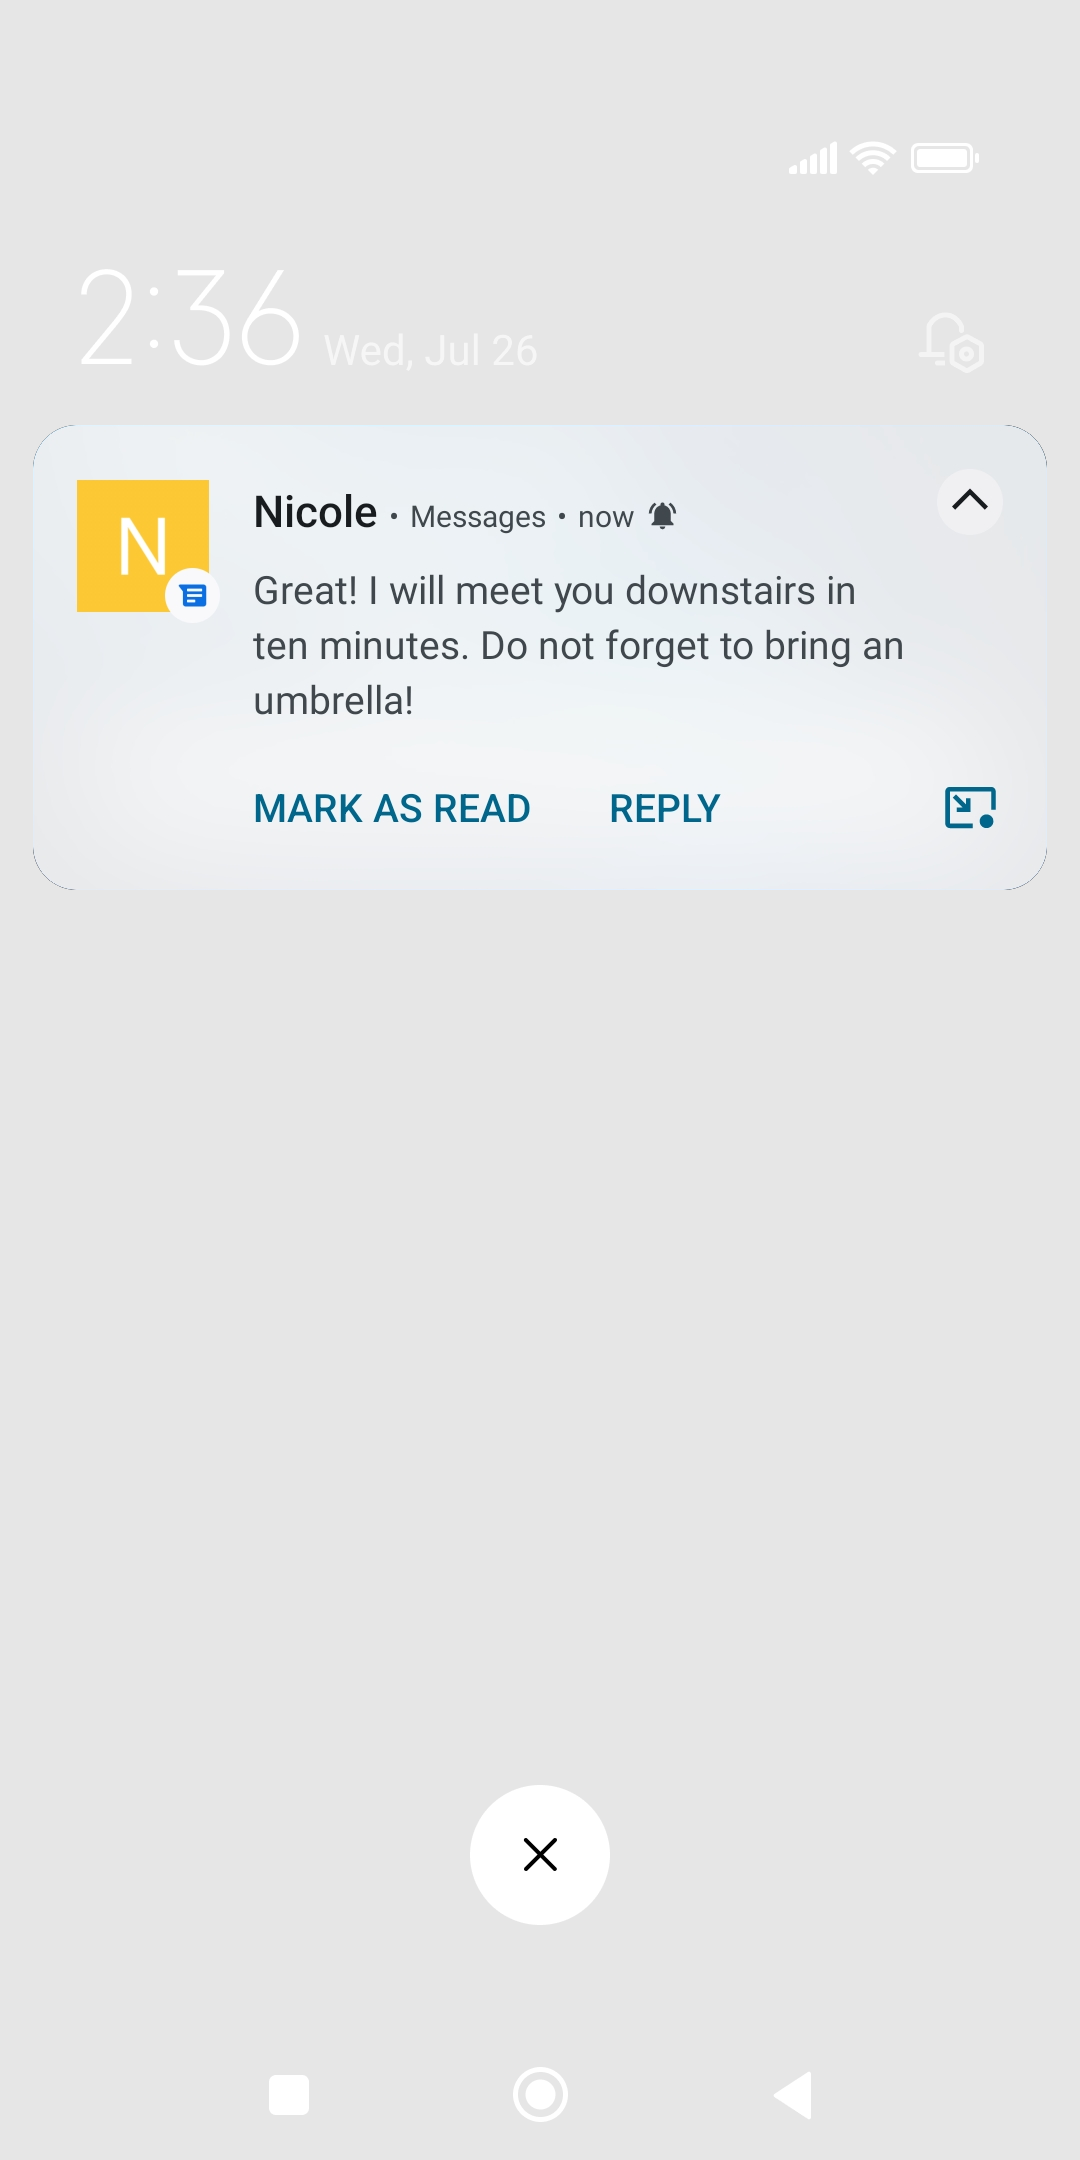 2:36 Wed, Jul 26
N
Nicole • Messages • now
Great! I will meet you downstairs in
ten minutes. Do not forget to bring an
umbrella!
MARK AS READ REPLY